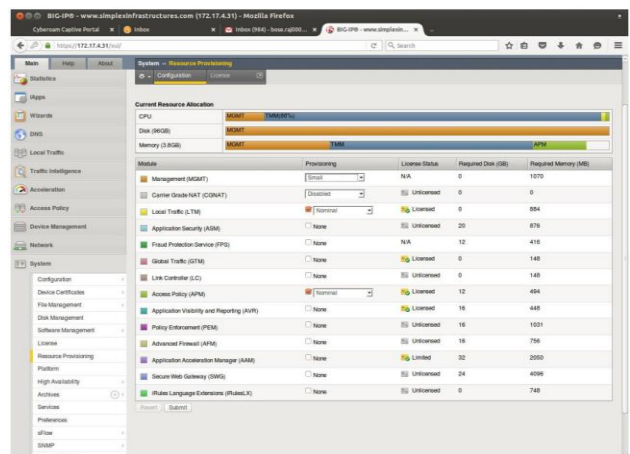 BIG-IP® - www.simplexinfrastructures.com (172.17.4.31) - Mozilla Firefox
Cyberoam Captive Portal × Inbox × Inbox (984) - bose.raj000... × BIG-IP® - www.simplexin... ×
https://172.17.4.31/xui/ Search
Main Help About
System » Resource Provisioning
Configuration License
Statistics
iApps
Wizards
DNS
Local Traffic
Traffic Intelligence
Acceleration
Access Policy
Device Management
Network
System
Configuration
Device Certificates
File Management
Disk Management
Software Management
License
Resource Provisioning
Platform
High Availability
Archives
Services
Preferences
sFlow
SNMP
Current Resource Allocation
CPU MGMT TMM(86%)
Disk (96GB) MGMT
Memory (3.8GB) MGMT TMM APM
Module Provisioning License Status Required Disk (GB) Required Memory (MB)
Management (MGMT) Small N/A 0 1070
Carrier Grade NAT (CGNAT) Disabled Unlicensed 0 0
Local Traffic (LTM) Nominal Licensed 0 884
Application Security (ASM) None Unlicensed 20 876
Fraud Protection Service (FPS) None N/A 12 416
Global Traffic (GTM) None Licensed 0 148
Link Controller (LC) None Unlicensed 0 148
Access Policy (APM) Nominal Licensed 12 494
Application Visibility and Reporting (AVR) None Licensed 16 448
Policy Enforcement (PEM) None Unlicensed 16 1031
Advanced Firewall (AFM) None Unlicensed 16 756
Application Acceleration Manager (AAM) None Limited 32 2050
Secure Web Gateway (SWG) None Unlicensed 24 4096
iRules Language Extensions (iRulesLX) None Unlicensed 0 748
Revert Submit